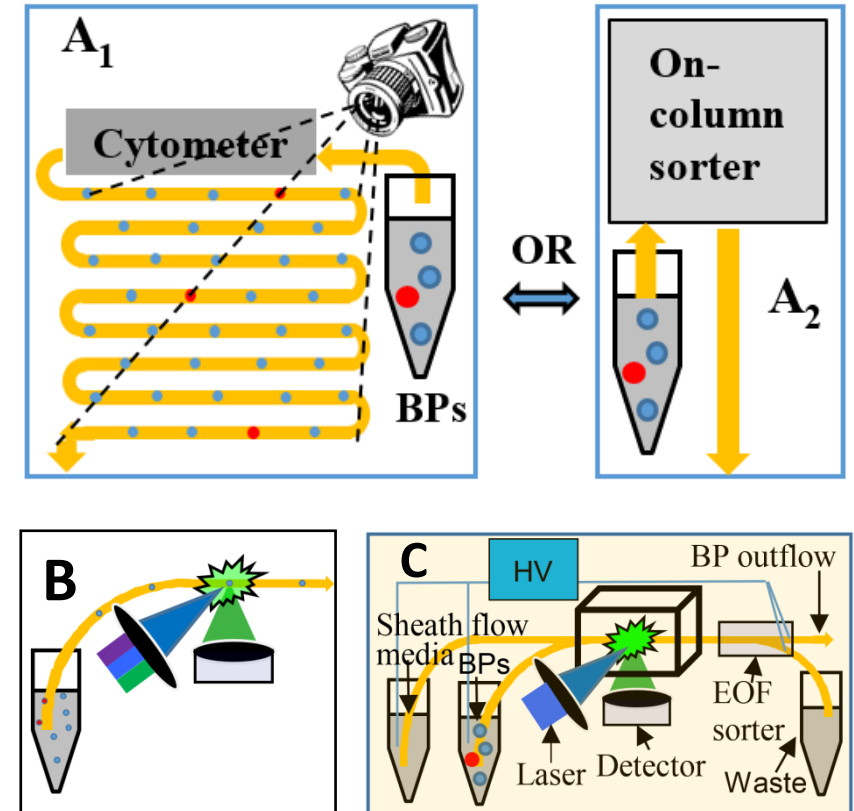 A1
Cytometer
BPs
OR
On-
column
sorter
A2
B
C
HV
BP outflow
Sheath flow
media
BPs
EOF
sorter
Laser
Detector
Waste